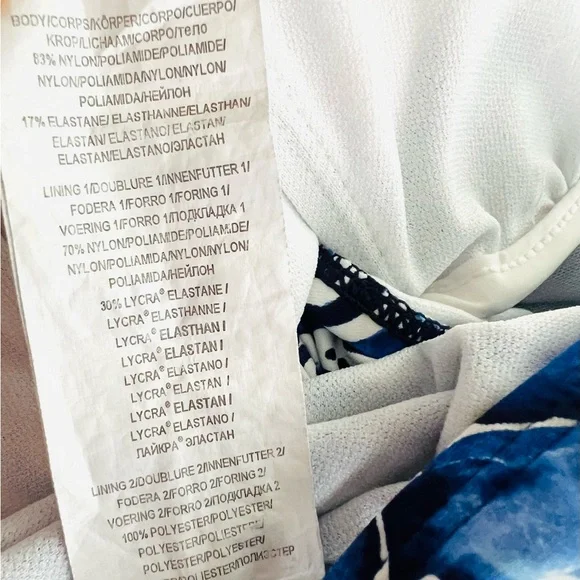 BODY/CORPS/KÖRPER/CORPO/CUERPO/
KROP/LICHAAM/CORPO/тело
83% NYLON/POLIAMIDE/POLIAMIDE/
NYLON/POLIAMIDA/NYLON/NYLON/
POLIAMIDA/НЕЙЛОН
17% ELASTANE/ ELASTHANNE/ELASTHAN/
ELASTAN/ ELASTANO/ ELASTAN/
ELASTAN/ELASTANO/ЭЛАСТАН
LINING 1/DOUBLURE 1/INNENFUTTER 1/
FODERA 1/FORRO 1/FORING 1/
VOERING 1/FORRO 1/ПОДКЛАДКА 1
70% NYLON/POLIAMIDE/POLIAMIDE/
NYLON/POLIAMIDA/NYLON/NYLON/
POLIAMIDA/НЕЙЛОН
30% LYCRA® ELASTANE /
LYCRA® ELASTHANNE/
LYCRA® ELASTHAN /
LYCRA® ELASTAN /
LYCRA® ELASTANO/
LYCRA® ELASTAN /
LYCRA® ELASTAN /
LYCRA® ELASTANO /
ЛАЙКРА® ЭЛАСТАН
LINING 2/DOUBLURE 2/INNENFUTTER 2/
FODERA 2/FORRO 2/FORING 2/
VOERING 2/FORRO 2/ПОДКЛАДКА 2
100% POLYESTER/POLYESTER/
POLYESTER/POLIESTERE/
POLYESTER/POLYESTER/
POLIESTER/ПОЛИЭСТЕР